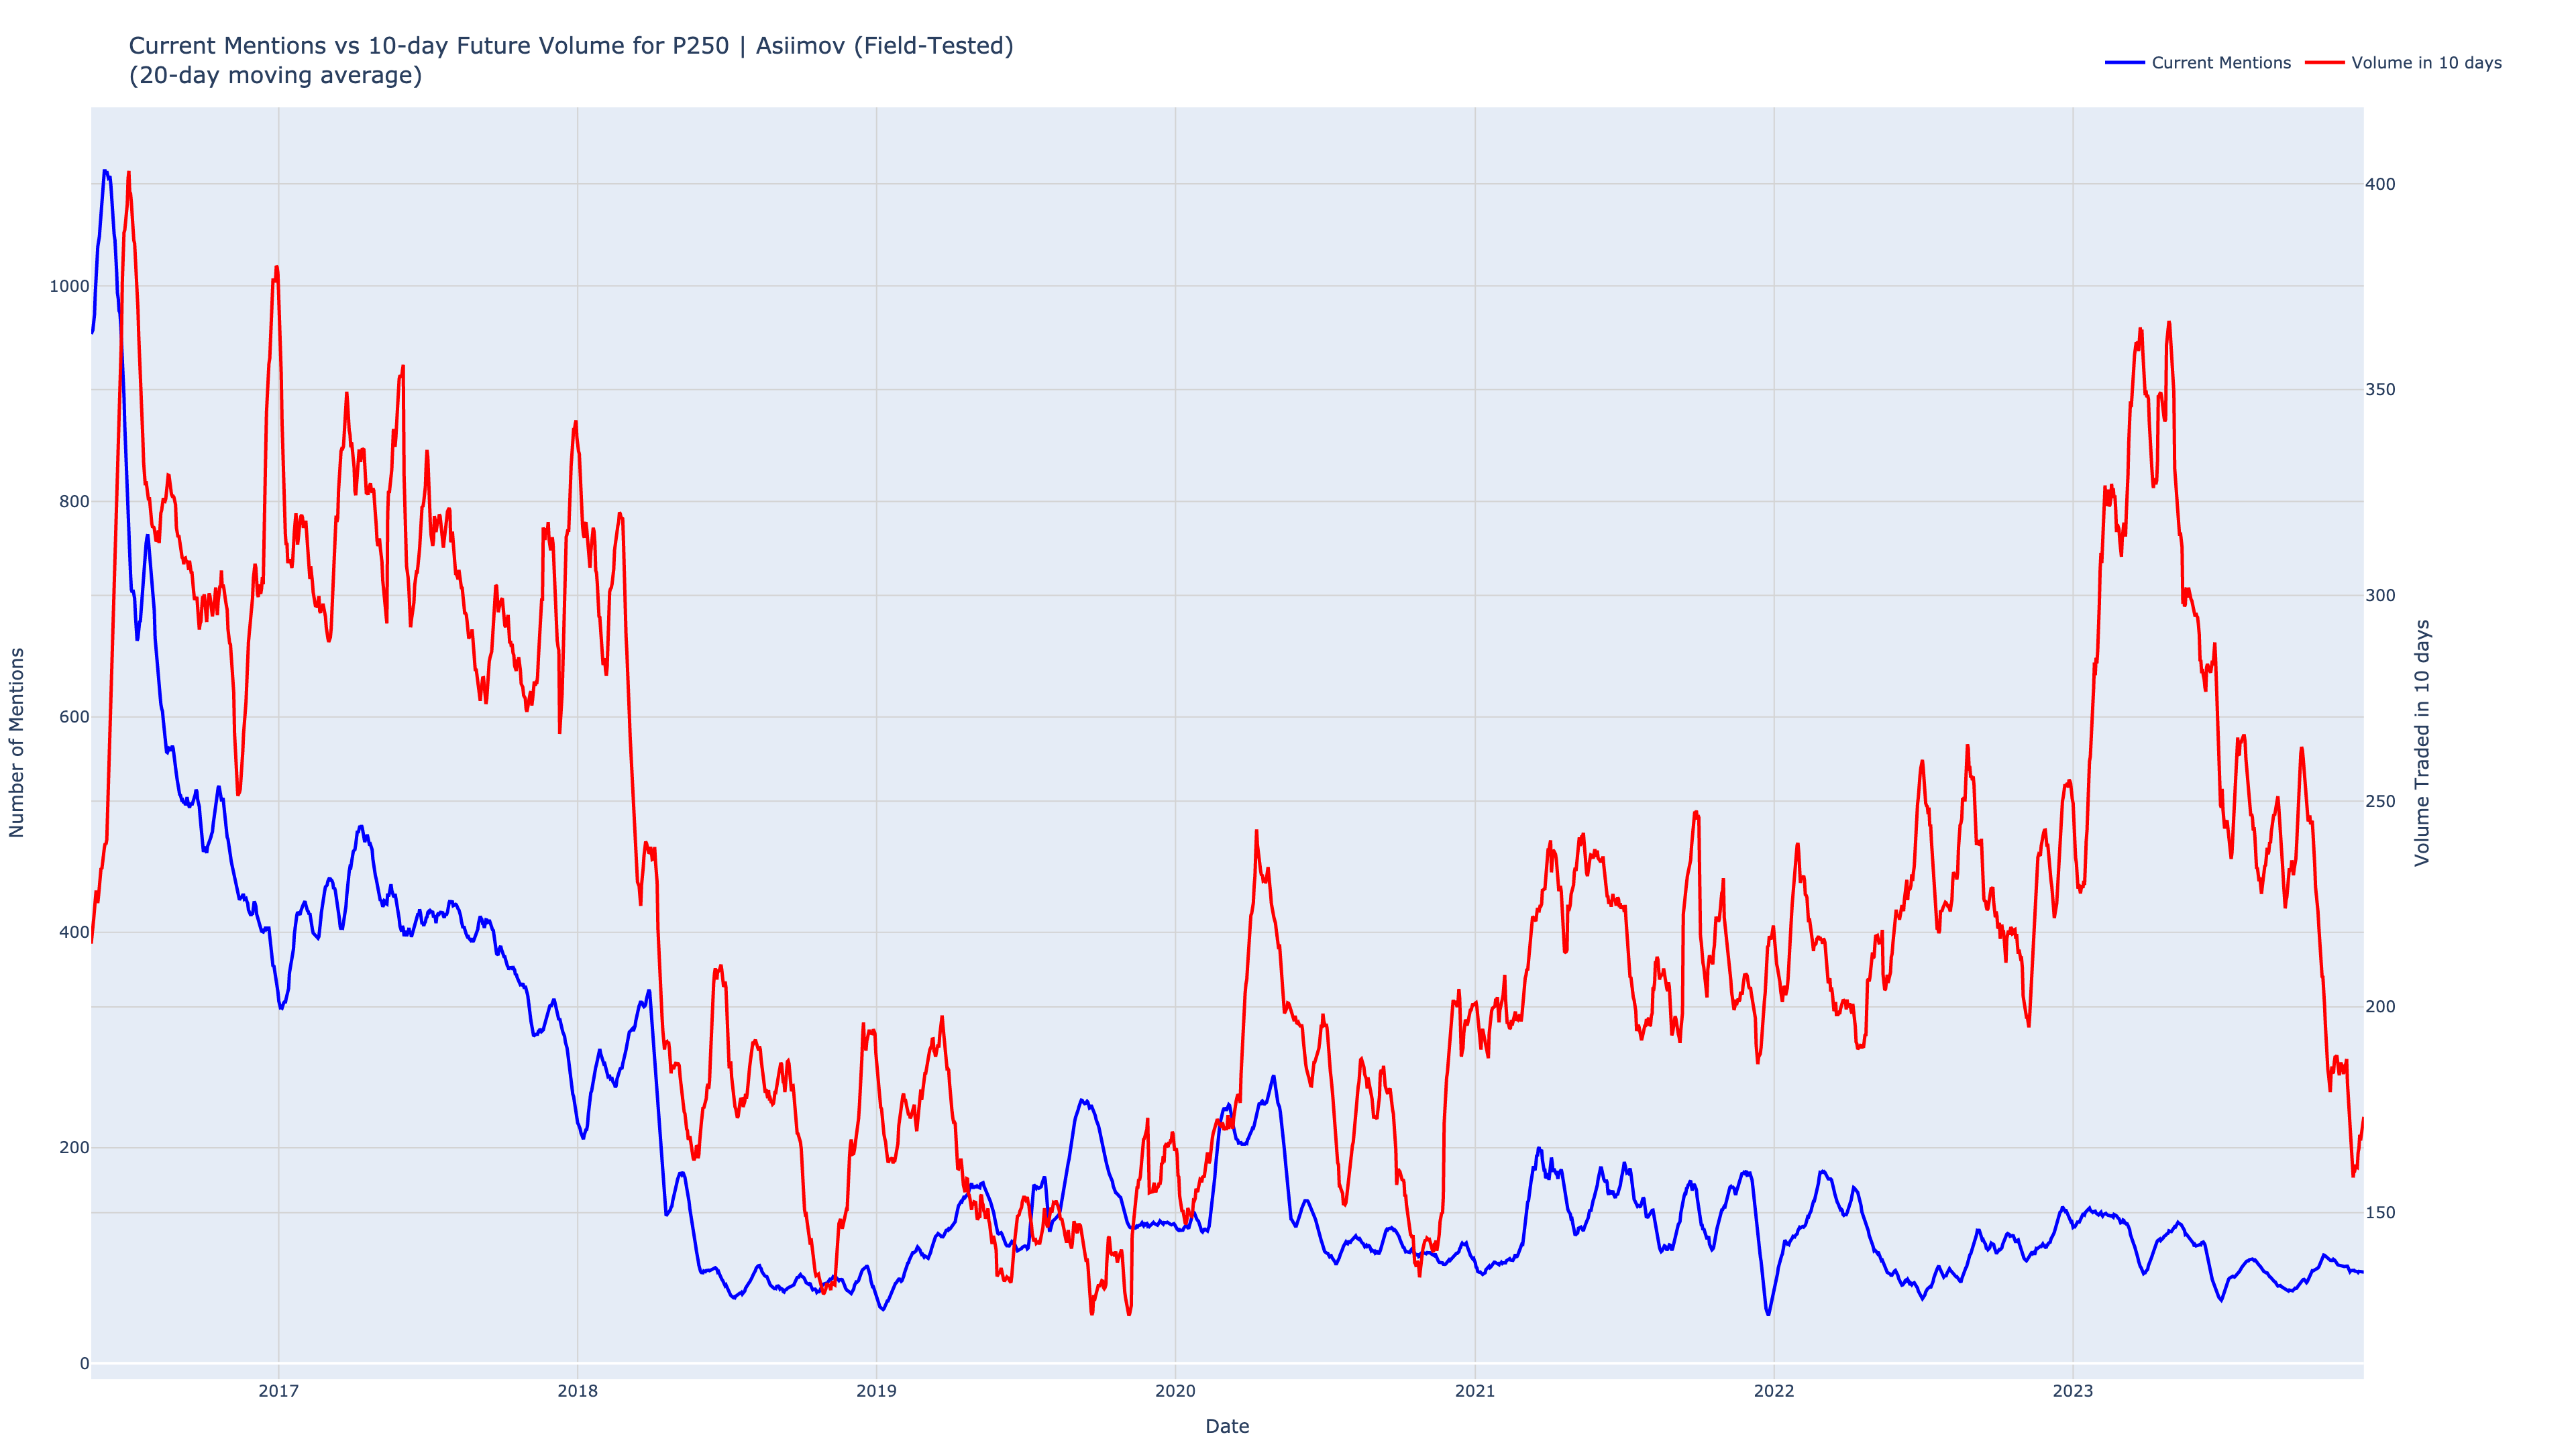 Current Mentions vs 10-day Future Volume for P250 | Asiimov (Field-Tested)
(20-day moving average)
Current Mentions
Volume in 10 days
Number of Mentions
1000
800
600
400
200
0
400
350
300
250
200
150
Volume Traded in 10 days
2017
2018
2019
2020
2021
2022
2023
Date